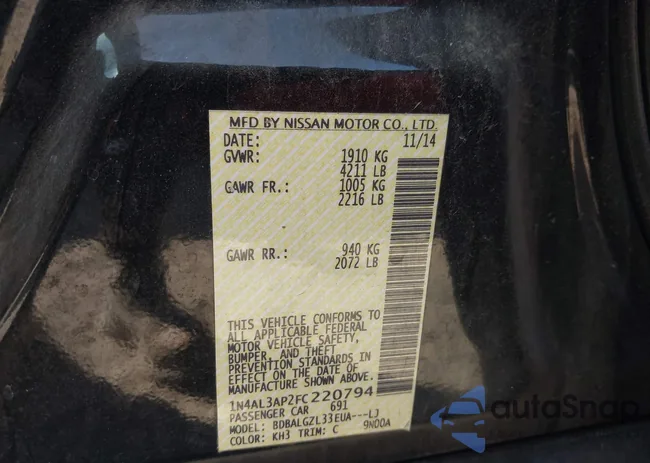 MFD BY NISSAN MOTOR CO., LTD.
DATE: 11/14
GVWR: 1910 KG
4211 LB
GAWR FR.: 1005 KG
2216 LB
GAWR RR.: 940 KG
2072 LB
THIS VEHICLE CONFORMS TO
ALL APPLICABLE FEDERAL
MOTOR VEHICLE SAFETY,
BUMPER, AND THEFT
PREVENTION STANDARDS IN
EFFECT ON THE DATE OF
MANUFACTURE SHOWN ABOVE.
1N4AL3AP2FC220794
PASSENGER CAR 691
MODEL: BDBALGZL33EUA---LJ
COLOR: KH3 TRIM: C 9N00A
autoSnap